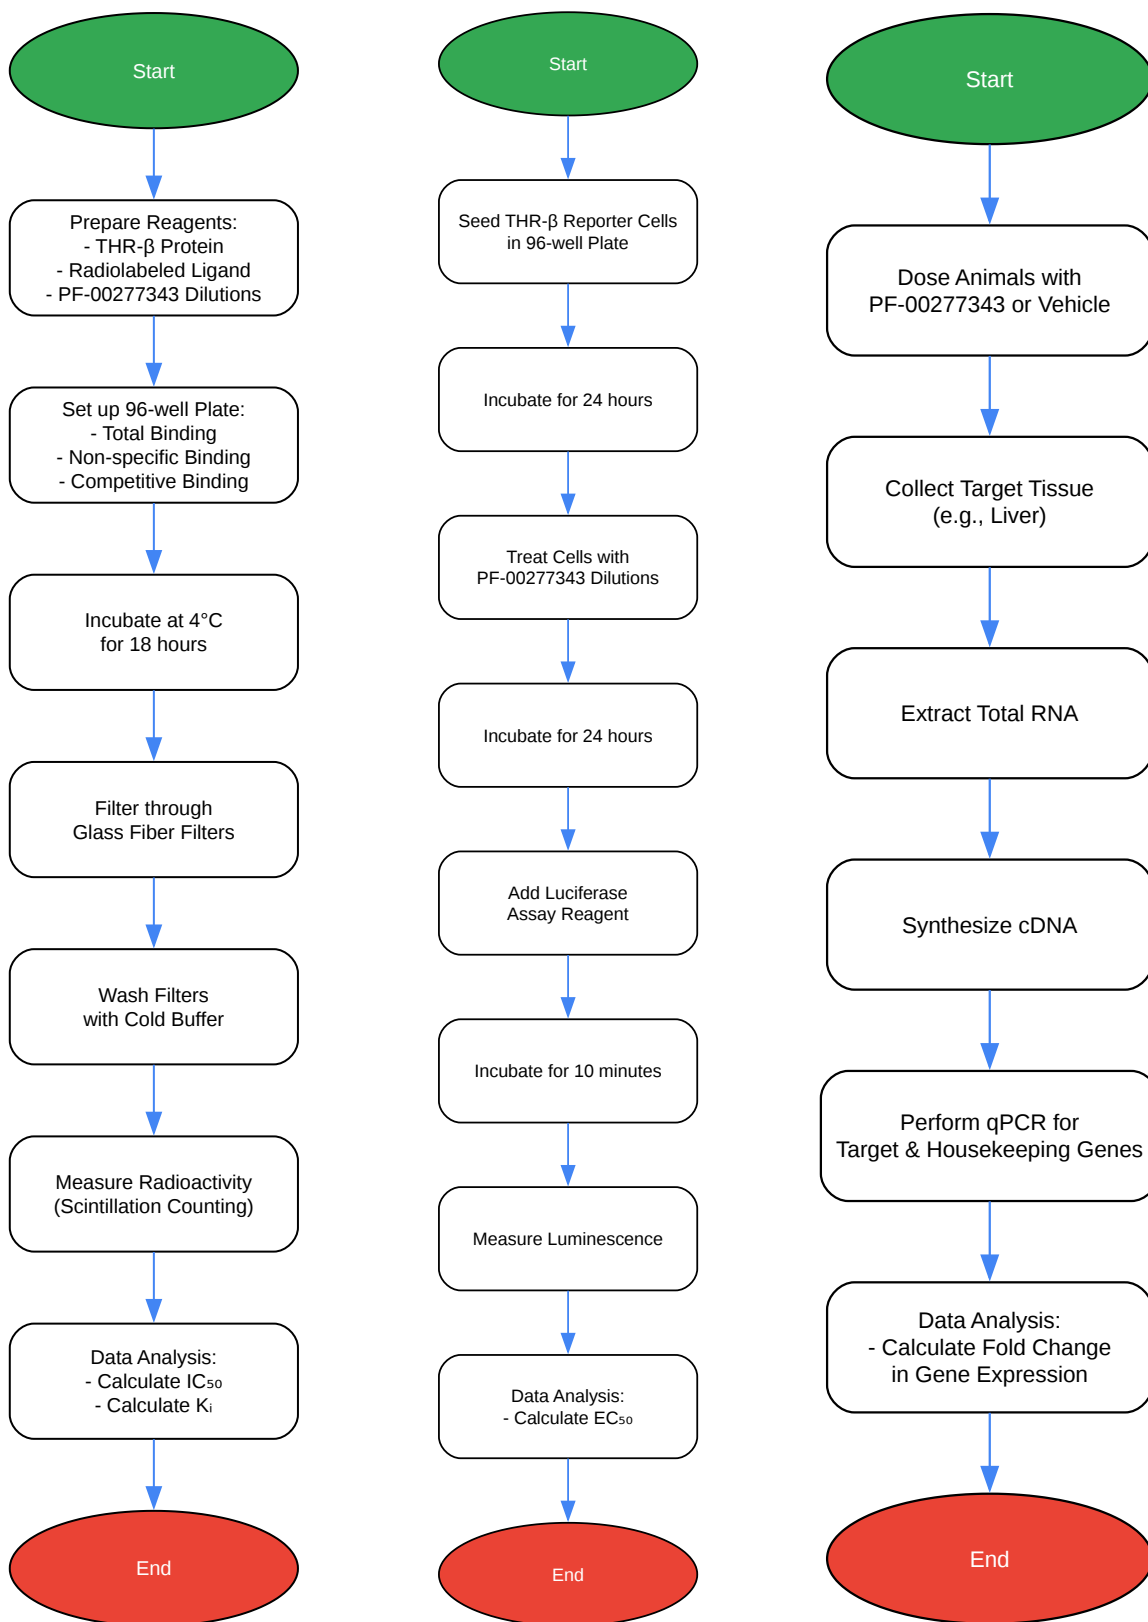 Start
Prepare Reagents:
- THR-β Protein
- Radiolabeled Ligand
- PF-00277343 Dilutions
Set up 96-well Plate:
- Total Binding
- Non-specific Binding
- Competitive Binding
Incubate at 4°C
for 18 hours
Filter through
Glass Fiber Filters
Wash Filters
with Cold Buffer
Measure Radioactivity
(Scintillation Counting)
Data Analysis:
- Calculate IC₅₀
- Calculate Kᵢ
End
Start
Seed THR-β Reporter Cells
in 96-well Plate
Incubate for 24 hours
Treat Cells with
PF-00277343 Dilutions
Incubate for 24 hours
Add Luciferase
Assay Reagent
Incubate for 10 minutes
Measure Luminescence
Data Analysis:
- Calculate EC₅₀
End
Start
Dose Animals with
PF-00277343 or Vehicle
Collect Target Tissue
(e.g., Liver)
Extract Total RNA
Synthesize cDNA
Perform qPCR for
Target & Housekeeping Genes
Data Analysis:
- Calculate Fold Change
in Gene Expression
End